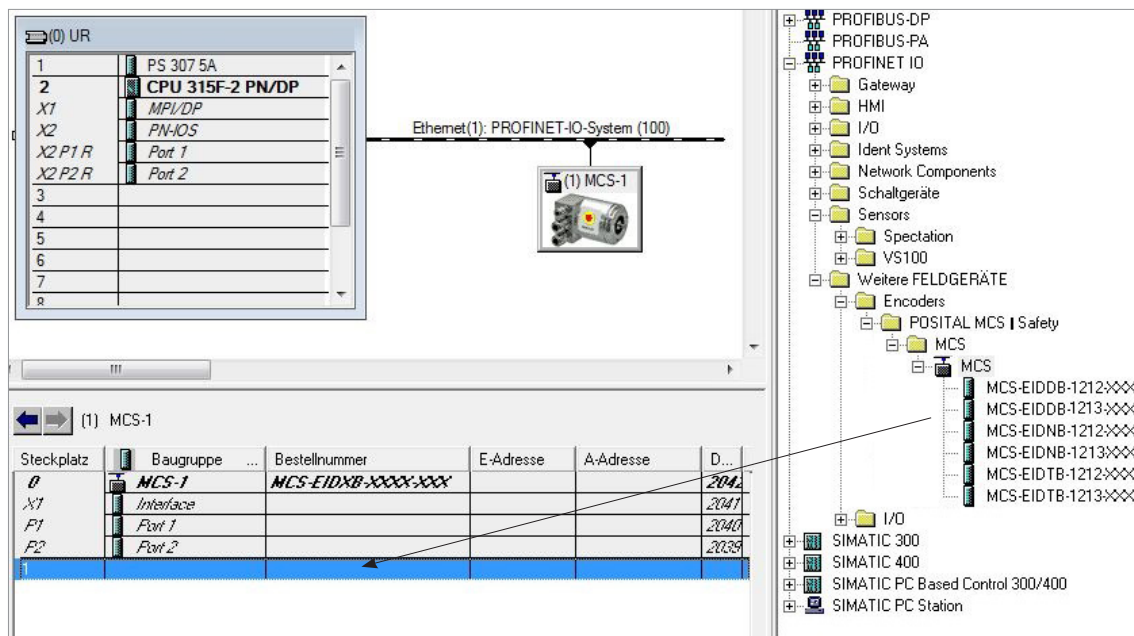 (0) UR
1 PS 307 5A
2 CPU 315F-2 PN/DP
X1 MPI/DP
X2 PN-IOS
X2 P1 R Port 1
X2 P2 R Port 2
3
4
5
6
7
8
Ethernet(1): PROFINET-IO-System (100)
(1) MCS-1
(1) MCS-1
Steckplatz Baugruppe ... Bestellnummer E-Adresse A-Adresse D...
0 MCS-1 MCS-EIDXB-XXXX-XXX 2042
X1 Interface 2041
P1 Port 1 2040
P2 Port 2 2039
1
PROFIBUS-DP
PROFIBUS-PA
PROFINET IO
Gateway
HMI
I/O
Ident Systems
Network Components
Schaltgeräte
Sensors
Spectation
VS100
Weitere FELDGERÄTE
Encoders
POSITAL MCS | Safety
MCS
MCS
MCS-EIDDB-1212-XXX
MCS-EIDDB-1213-XXX
MCS-EIDNB-1212-XXX
MCS-EIDNB-1213-XXX
MCS-EIDTB-1212-XXX
MCS-EIDTB-1213-XXX
I/O
SIMATIC 300
SIMATIC 400
SIMATIC PC Based Control 300/400
SIMATIC PC Station